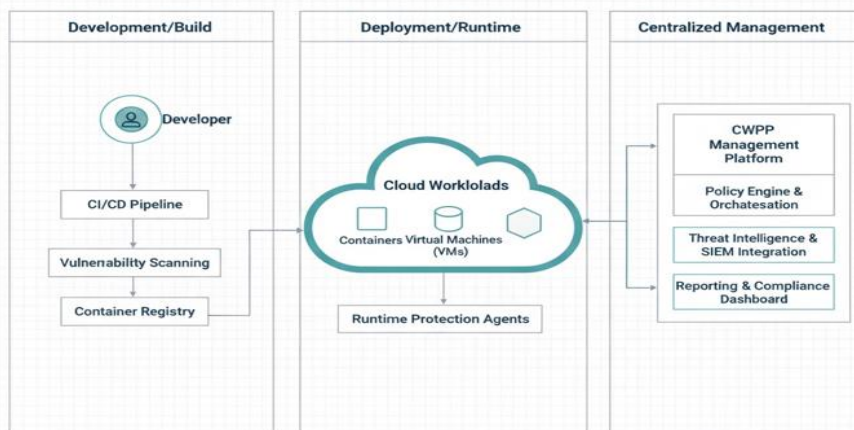 Development/Build
Developer
CI/CD Pipeline
Vulnerability Scanning
Container Registry
Deployment/Runtime
Cloud Worklolads
Containers
Virtual Machines
(VMs)
Runtime Protection Agents
Centralized Management
CWPP
Management
Platform
Policy Engine &
Orchatesation
Threat Intelligence &
SIEM Integration
Reporting & Compliance
Dashboard